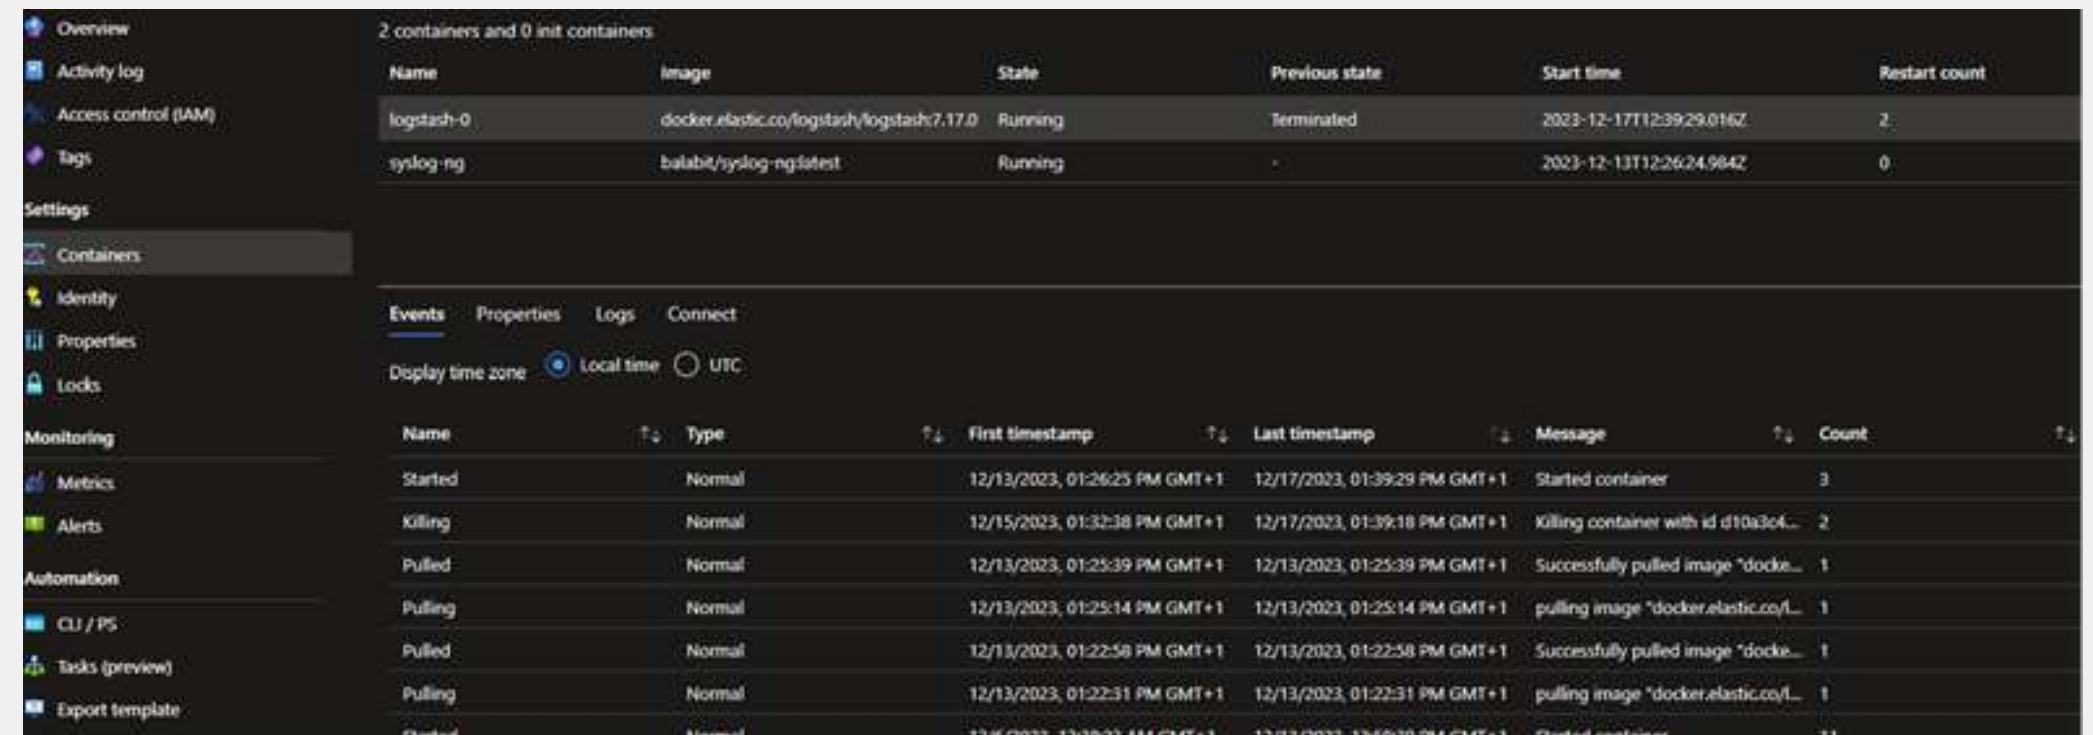 Overview
Activity log
Access control (IAM)
Tags
Settings
Containers
Identity
Properties
Locks
Monitoring
Metrics
Alerts
Automation
CLI / PS
Tasks (preview)
Export template
2 containers and 0 init containers
Name Image State Previous state Start time Restart count
logstash-0 docker.elastic.co/logstash/logstash:7.17.0 Running Terminated 2023-12-17T12:39:29.016Z 2
syslog-ng balabit/syslog-ng:latest Running - 2023-12-13T12:26:24.984Z 0
Events Properties Logs Connect
Display time zone Local time UTC
Name Type First timestamp Last timestamp Message Count
Started Normal 12/13/2023, 01:26:25 PM GMT+1 12/17/2023, 01:39:29 PM GMT+1 Started container 3
Killing Normal 12/15/2023, 01:32:38 PM GMT+1 12/17/2023, 01:39:18 PM GMT+1 Killing container with id d10a3c4... 2
Pulled Normal 12/13/2023, 01:25:39 PM GMT+1 12/13/2023, 01:25:39 PM GMT+1 Successfully pulled image "docke... 1
Pulling Normal 12/13/2023, 01:25:14 PM GMT+1 12/13/2023, 01:25:14 PM GMT+1 pulling image "docker.elastic.co/l... 1
Pulled Normal 12/13/2023, 01:22:58 PM GMT+1 12/13/2023, 01:22:58 PM GMT+1 Successfully pulled image "docke... 1
Pulling Normal 12/13/2023, 01:22:31 PM GMT+1 12/13/2023, 01:22:31 PM GMT+1 pulling image "docker.elastic.co/l... 1
Started Normal